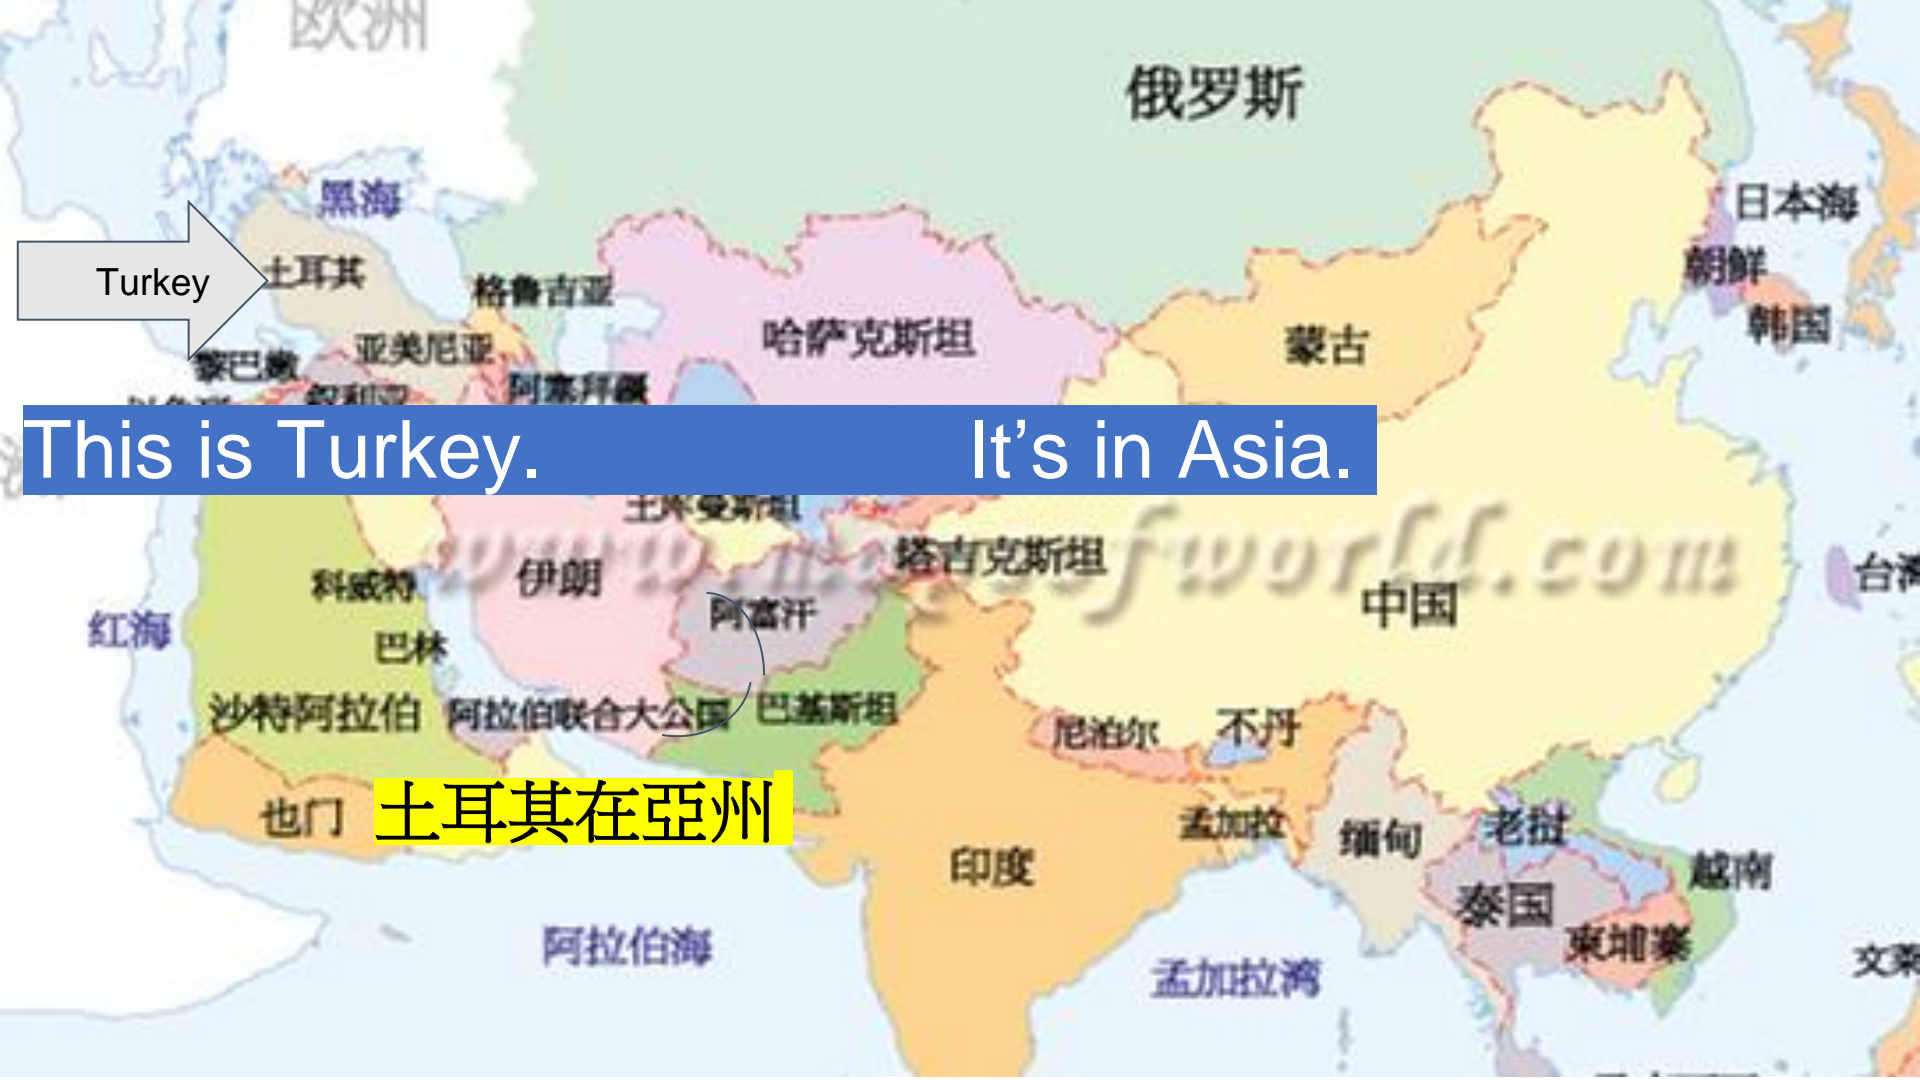 欧洲
俄罗斯
黑海
日本海
Turkey
土耳其
格鲁吉亚
朝鲜
韩国
哈萨克斯坦
蒙古
亚美尼亚
黎巴嫩
阿塞拜疆
叙利亚
This is Turkey. It’s in Asia.
土库曼斯坦
www.mapsofworld.com
塔吉克斯坦
伊朗
科威特
阿富汗
中国
红海
巴林
沙特阿拉伯
阿拉伯联合大公国
巴基斯坦
尼泊尔
不丹
也门
土耳其在亞州
孟加拉
缅甸
老挝
印度
越南
泰国
柬埔寨
阿拉伯海
孟加拉湾